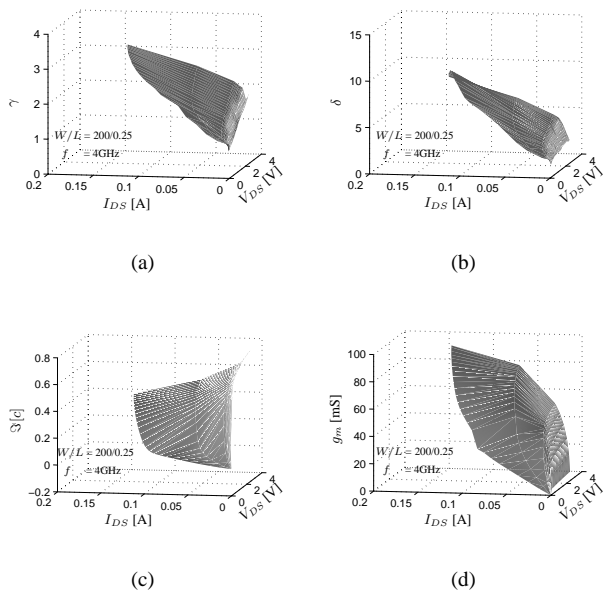 4
3
2
1
0
γ
W/L = 200/0.25
f = 4GHz
0.2 0.15 0.1 0.05 0
I_DS [A]
0 2 4
V_DS [V]
(a)
15
10
5
0
δ
W/L = 200/0.25
f = 4GHz
0.2 0.15 0.1 0.05 0
I_DS [A]
0 2 4
V_DS [V]
(b)
0.8
0.6
0.4
0.2
0
−0.2
ℑ[c]
W/L = 200/0.25
f = 4GHz
0.2 0.15 0.1 0.05 0
I_DS [A]
0 2 4
V_DS [V]
(c)
100
80
60
40
20
0
g_m [mS]
W/L = 200/0.25
f = 4GHz
0.2 0.15 0.1 0.05 0
I_DS [A]
0 2 4
V_DS [V]
(d)